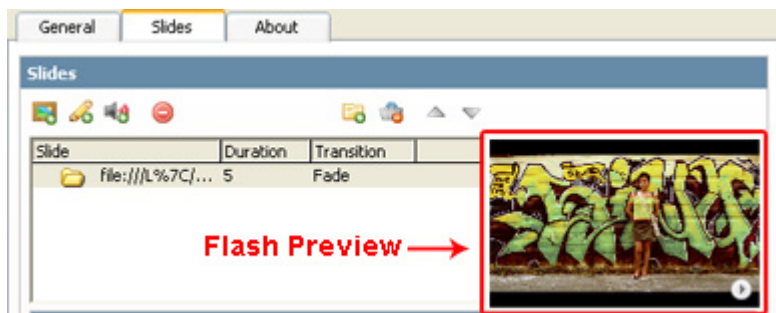 General Slides About
Slides
Slide Duration Transition
file:///L%7C/... 5 Fade
Flash Preview